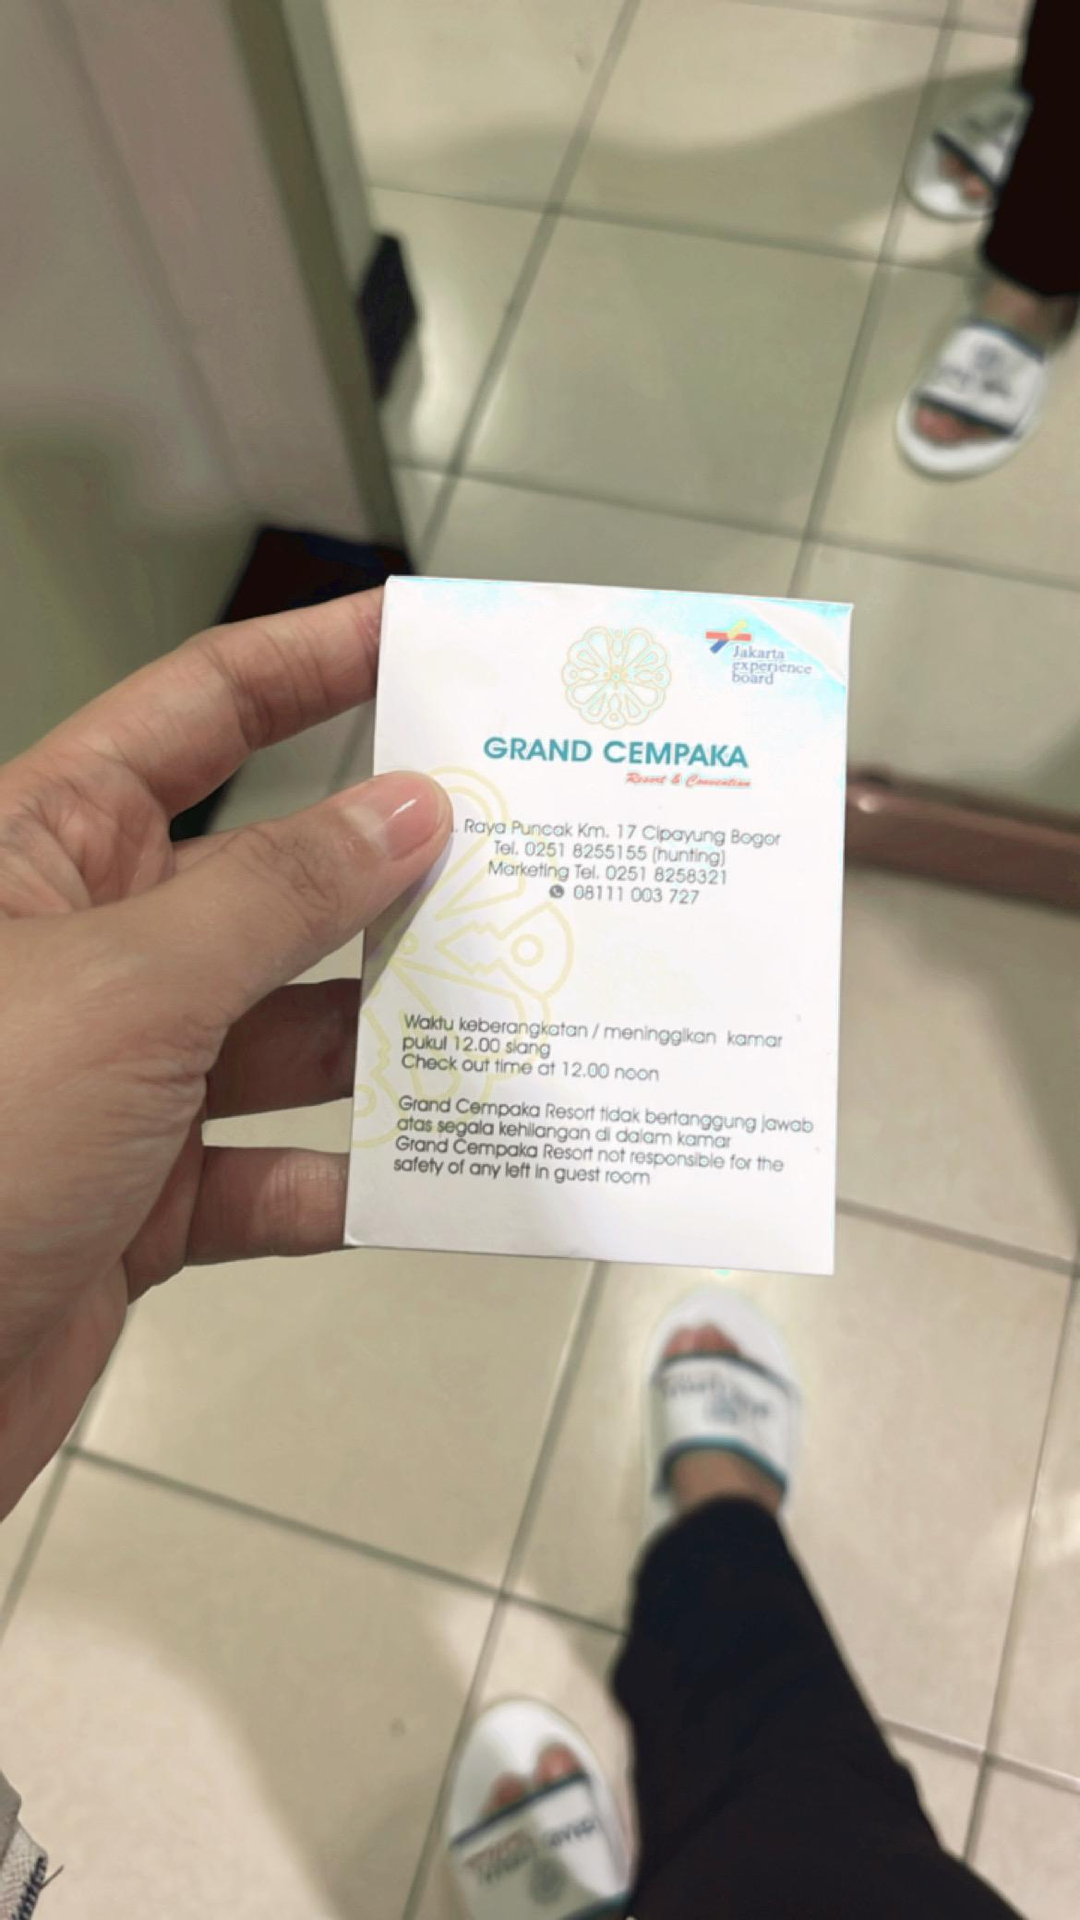 Jakarta
experience
board
GRAND CEMPAKA
Resort & Convention
. Raya Puncak Km. 17 Cipayung Bogor
Tel. 0251 8255155 (hunting)
Marketing Tel. 0251 8258321
08111 003 727
Waktu keberangkatan / meningglkan kamar
pukul 12.00 siang
Check out time at 12.00 noon
Grand Cempaka Resort tidak bertanggung jawab
atas segala kehilangan di dalam kamar
Grand Cempaka Resort not responsible for the
safety of any left in guest room